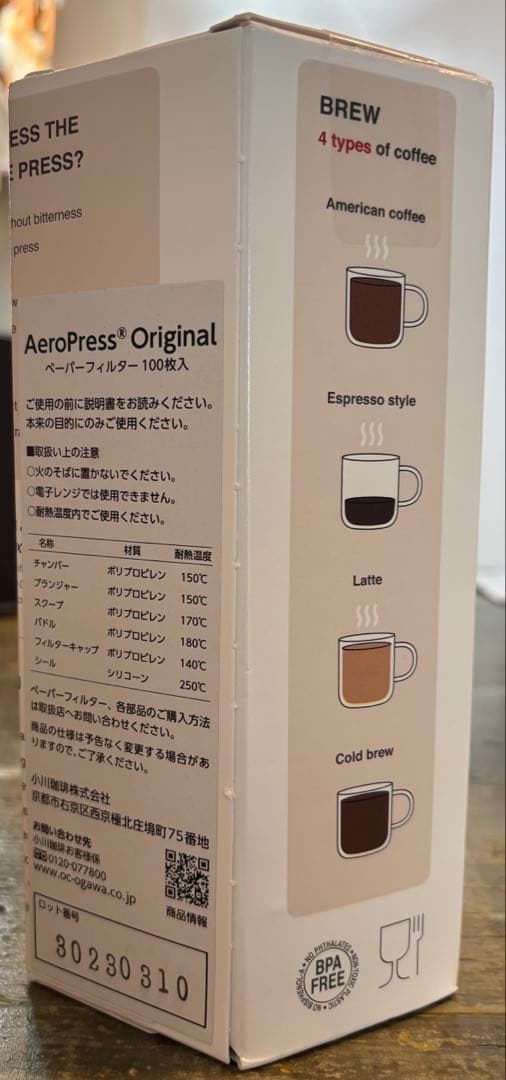 ESS THE
E PRESS?
hout bitterness
press
AeroPress® Original
ペーパーフィルター 100枚入
ご使用の前に説明書をお読みください。
本来の目的にのみご使用ください。
■取扱い上の注意
○火のそばに置かないでください。
○電子レンジでは使用できません。
○耐熱温度内でご使用ください。
名称 材質 耐熱温度
チャンバー ポリプロピレン 150℃
プランジャー ポリプロピレン 150℃
スクープ ポリプロピレン 170℃
パドル ポリプロピレン 180℃
フィルターキャップ ポリプロピレン 140℃
シール シリコーン 250℃
ペーパーフィルター、各部品のご購入方法
は取扱店へお問い合わせください。
商品の仕様は予告なく変更する場合があ
りますので、ご了承ください。
小川珈琲株式会社
京都市右京区西京極北庄境町75番地
お問い合わせ先
小川珈琲お客様係
0120-077800
www.oc-ogawa.co.jp
商品情報
ロット番号
30230310
BREW
4 types of coffee
American coffee
Espresso style
Latte
Cold brew
BPA
FREE
NO PHTHALATES • NON-TOXIC PLASTIC • NO BISPHENOL-A •